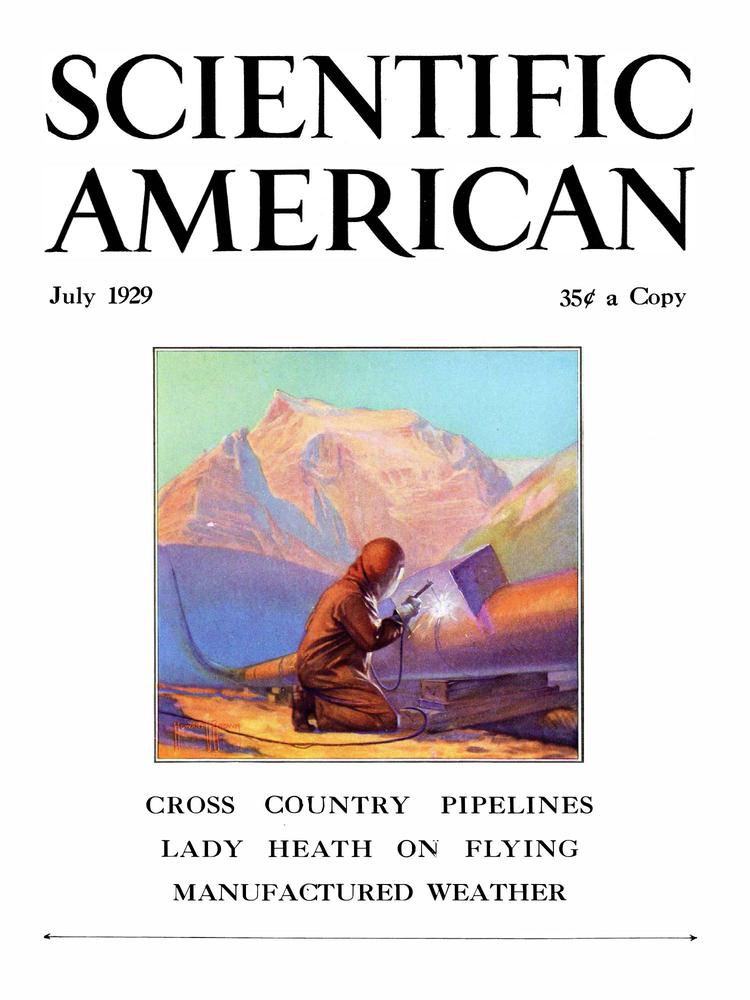 SCIENTIFIC
AMERICAN
July 1929
35¢ a Copy
CROSS COUNTRY PIPELINES
LADY HEATH ON FLYING
MANUFACTURED WEATHER